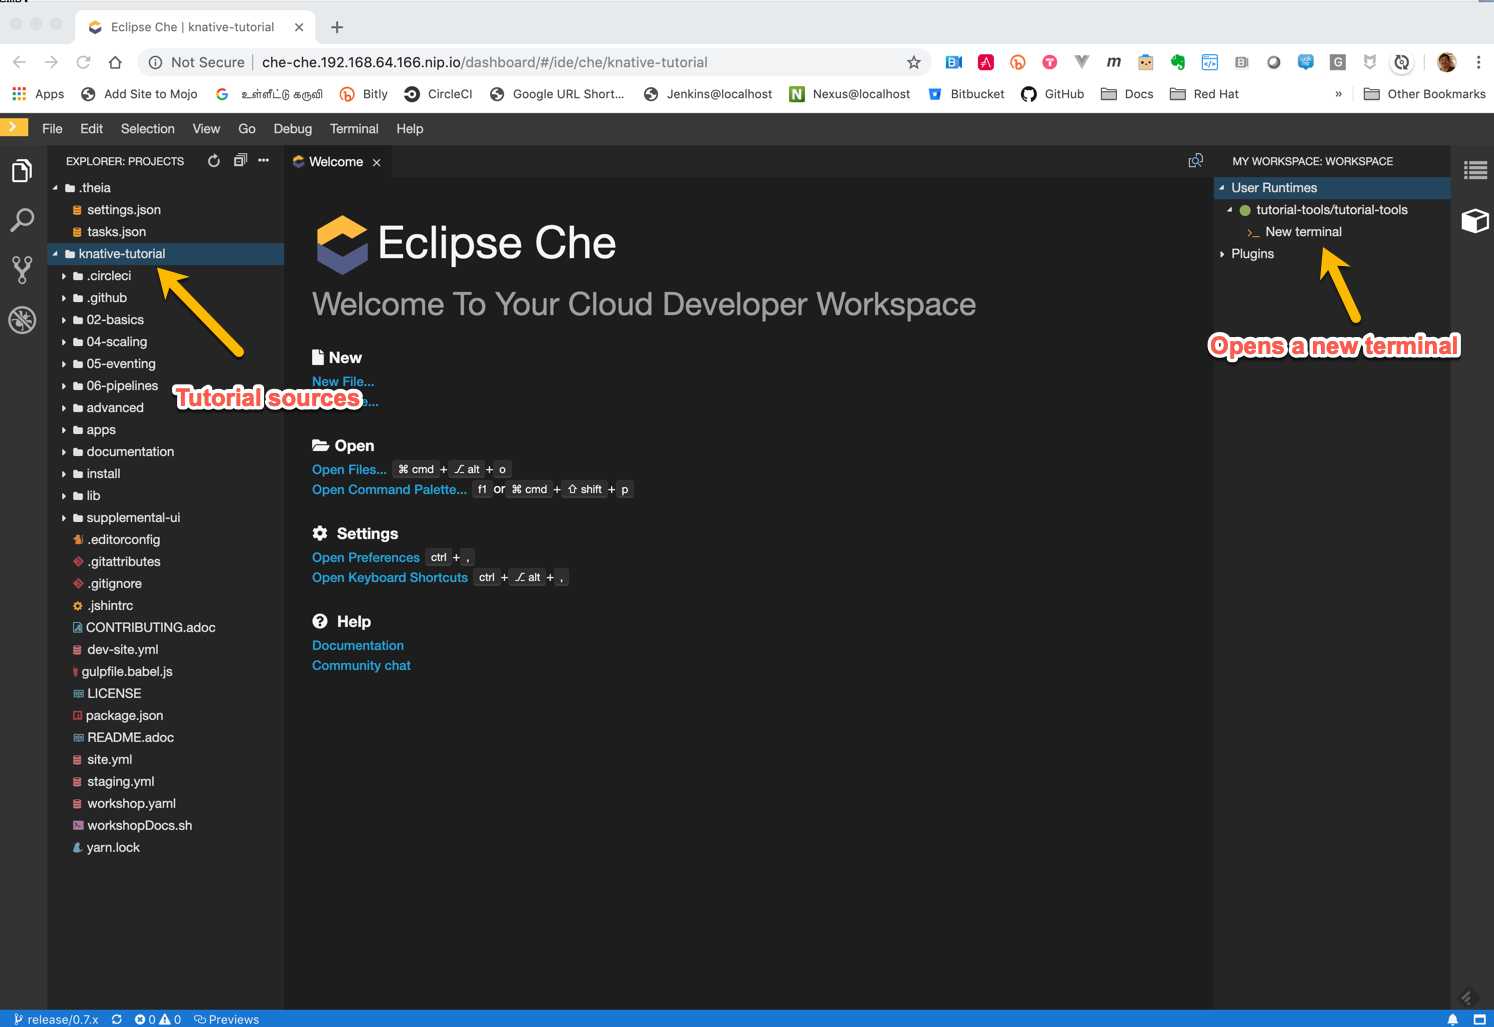 Eclipse Che | knative-tutorial
Not Secure | che-che.192.168.64.166.nip.io/dashboard/#/ide/che/knative-tutorial
Apps Add Site to Mojo உள்ளீட்டு கருவி Bitly CircleCI Google URL Short... Jenkins@localhost Nexus@localhost Bitbucket GitHub Docs Red Hat » Other Bookmarks
File Edit Selection View Go Debug Terminal Help
EXPLORER: PROJECTS
.theia
settings.json
tasks.json
knative-tutorial
.circleci
.github
02-basics
04-scaling
05-eventing
06-pipelines
advanced
apps
documentation
install
lib
supplemental-ui
.editorconfig
.gitattributes
.gitignore
.jshintrc
CONTRIBUTING.adoc
dev-site.yml
gulpfile.babel.js
LICENSE
package.json
README.adoc
site.yml
staging.yml
workshop.yaml
workshopDocs.sh
yarn.lock
Tutorial sources
Welcome
Eclipse Che
Welcome To Your Cloud Developer Workspace
New
New File...
Open
Open Files... ⌘ cmd + ⌥ alt + o
Open Command Palette... f1 or ⌘ cmd + ⇧ shift + p
Settings
Open Preferences ctrl + ,
Open Keyboard Shortcuts ctrl + ⌥ alt + ,
Help
Documentation
Community chat
MY WORKSPACE: WORKSPACE
User Runtimes
tutorial-tools/tutorial-tools
New terminal
Plugins
Opens a new terminal
release/0.7.x 0 0 Previews